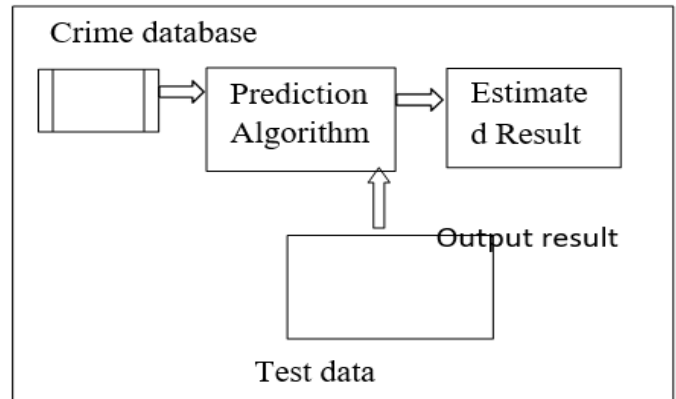 Crime database
Prediction
Algorithm
Estimate
d Result
Output result
Test data